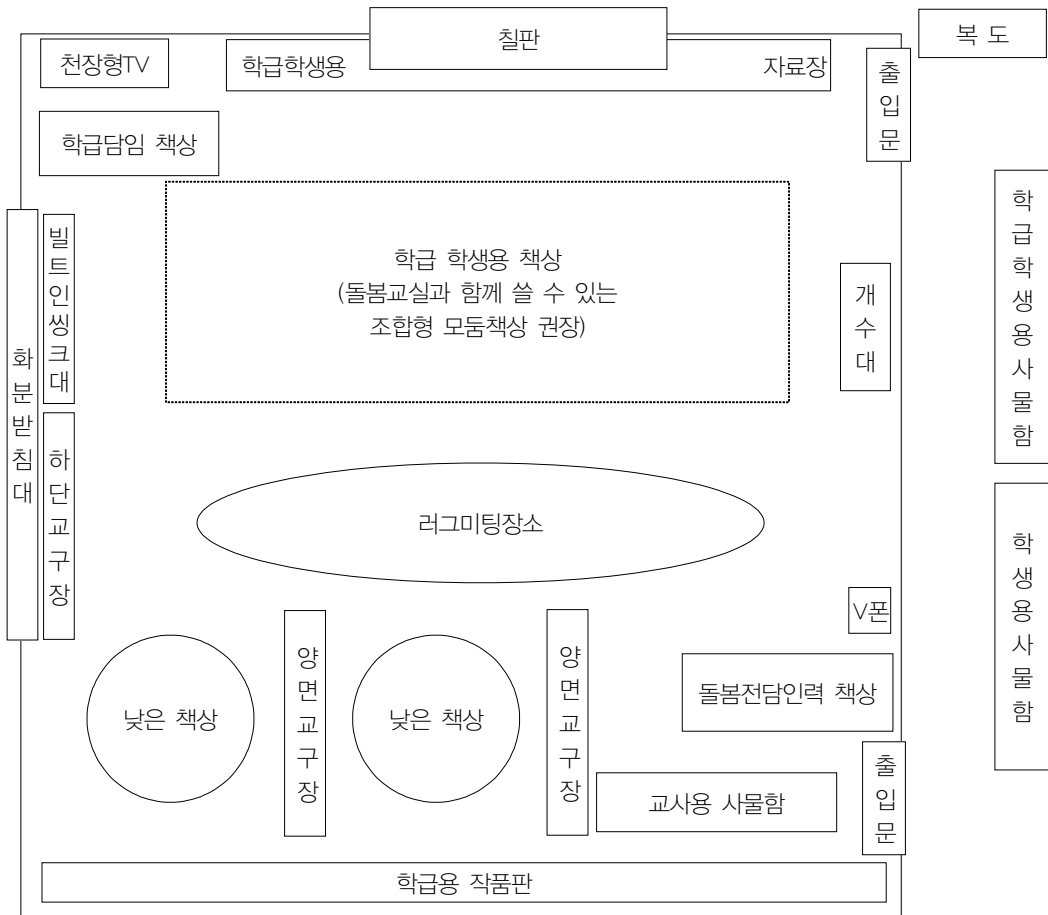 칠판
복 도
천장형TV
학급학생용
자료장
출입문
학급담임 책상
학급학생용사물함
빌트인씽크대
학급 학생용 책상
(돌봄교실과 함께 쓸 수 있는
조합형 모둠책상 권장)
개수대
화분받침대
하단교구장
러그미팅장소
학생용사물함
V폰
양면교구장
양면교구장
낮은 책상
낮은 책상
돌봄전담인력 책상
출입문
교사용 사물함
학급용 작품판